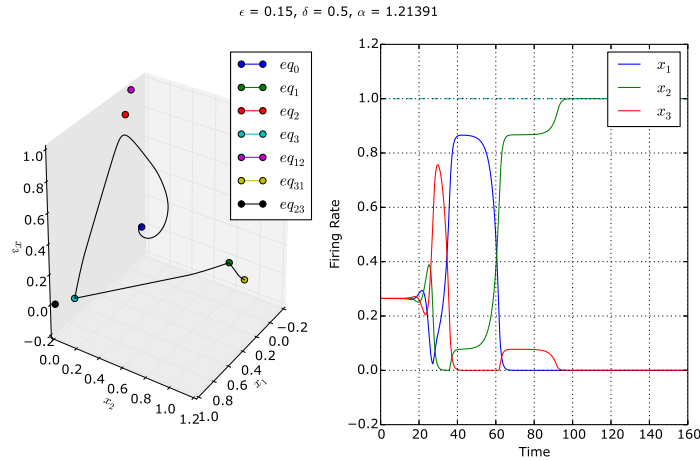 ϵ = 0.15, δ = 0.5, α = 1.21391
eq₀
eq₁
eq₂
eq₃
eq₁₂
eq₃₁
eq₂₃
1.0
0.8
0.6
0.4
0.2
0.0
−0.2
x₃
0.0
0.2
0.4
0.6
0.8
1.0
1.2
x₂
−0.2
0.0
0.2
0.4
0.6
0.8
1.0
x₁
1.2
1.0
0.8
0.6
0.4
0.2
0.0
−0.2
Firing Rate
x₁
x₂
x₃
0 20 40 60 80 100 120 140 160
Time